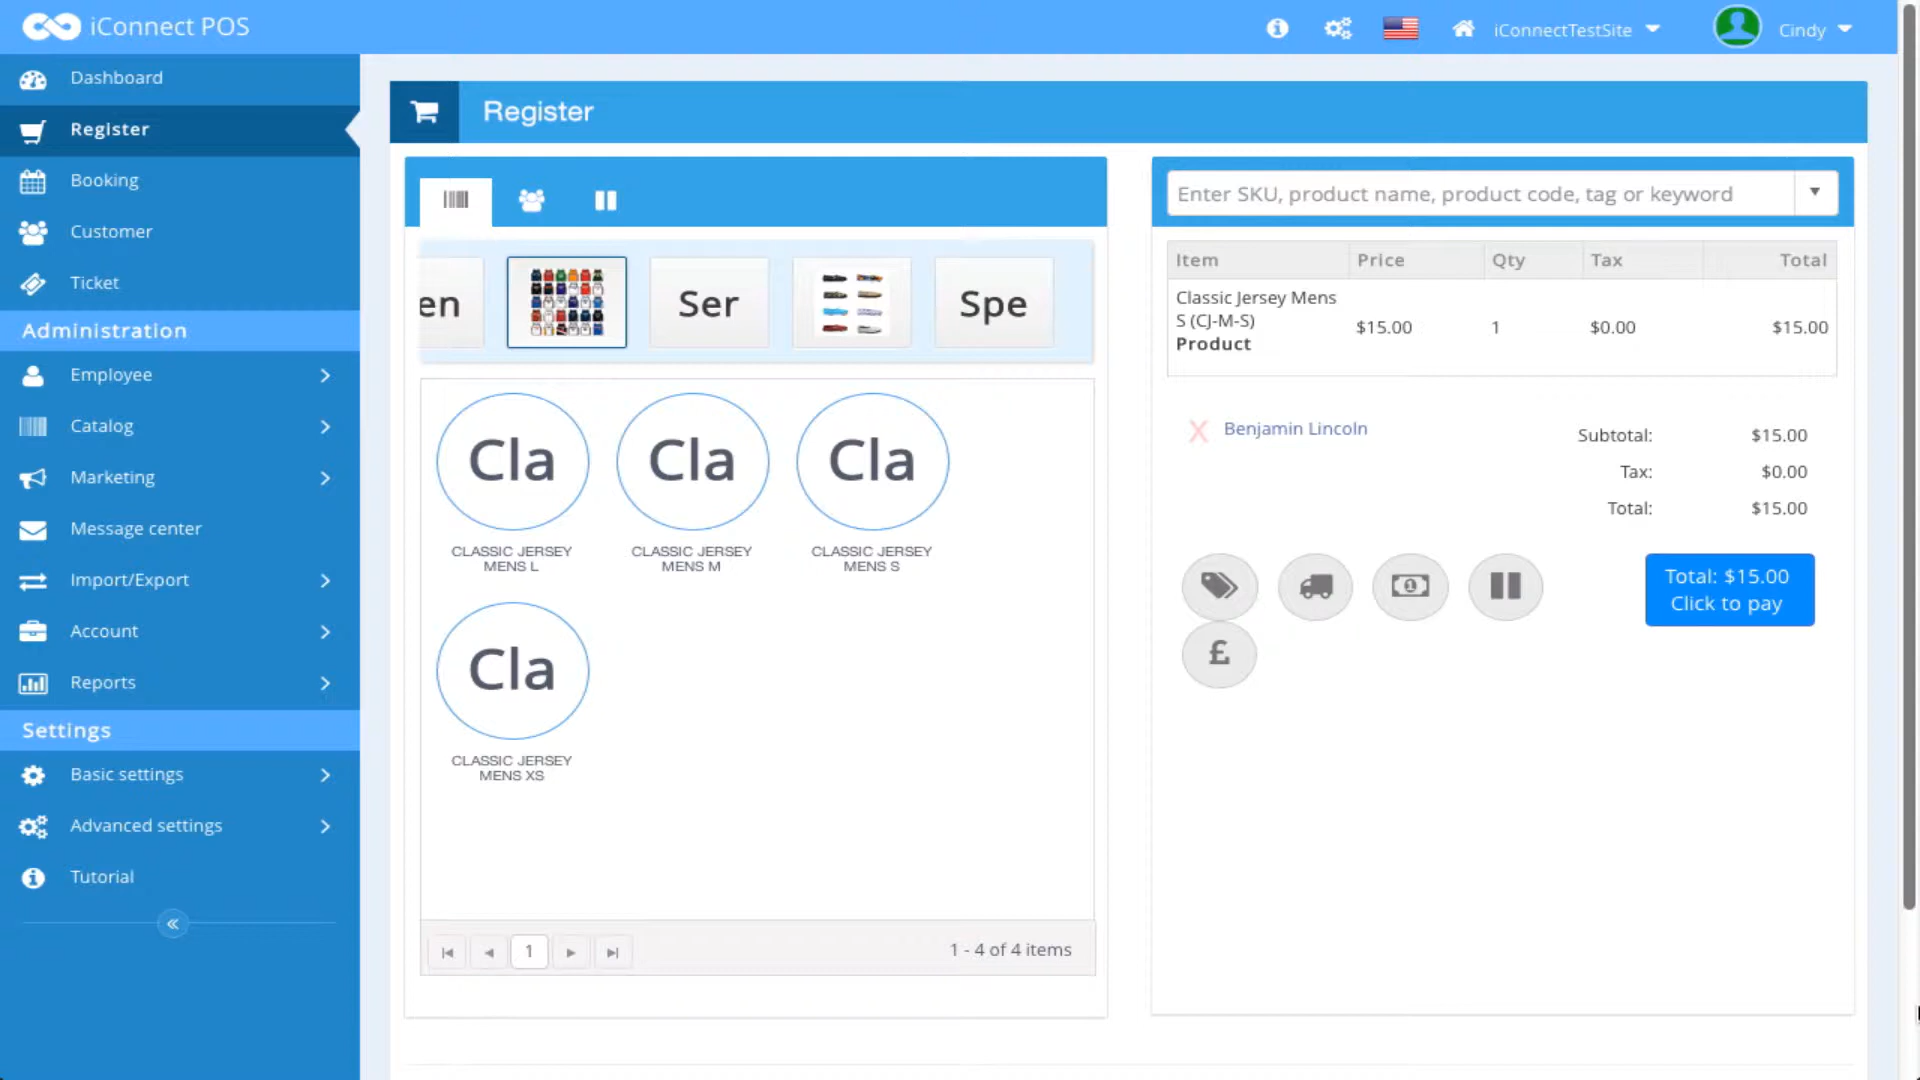 iConnect POS
iConnectTestSite
Cindy
Dashboard
Register
Booking
Customer
Ticket
Administration
Employee
Catalog
Marketing
Message center
Import/Export
Account
Reports
Settings
Basic settings
Advanced settings
Tutorial
Register
en
Ser
Spe
Cla
Cla
Cla
CLASSIC JERSEY
MENS L
CLASSIC JERSEY
MENS M
CLASSIC JERSEY
MENS S
Cla
CLASSIC JERSEY
MENS XS
1
1 - 4 of 4 items
Enter SKU, product name, product code, tag or keyword
Item Price Qty Tax Total
Classic Jersey Mens
S (CJ-M-S)
Product
$15.00 1 $0.00 $15.00
X Benjamin Lincoln
Subtotal: $15.00
Tax: $0.00
Total: $15.00
Total: $15.00
Click to pay
£